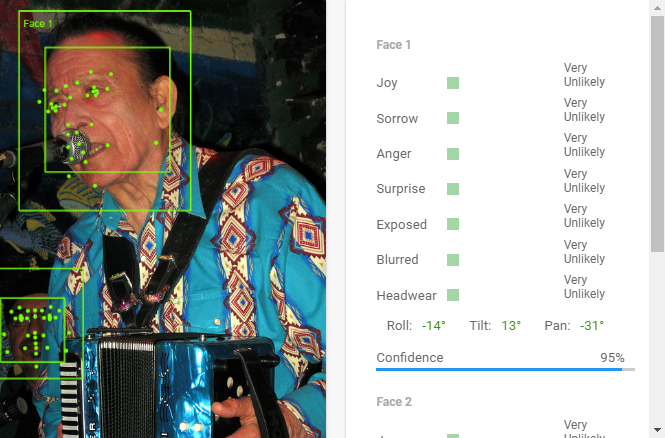 Face 1
Face 1
Joy Very Unlikely
Sorrow Very Unlikely
Anger Very Unlikely
Surprise Very Unlikely
Exposed Very Unlikely
Blurred Very Unlikely
Headwear Very Unlikely
Roll: -14° Tilt: 13° Pan: -31°
Confidence 95%
Face 2
Very
Unlikely